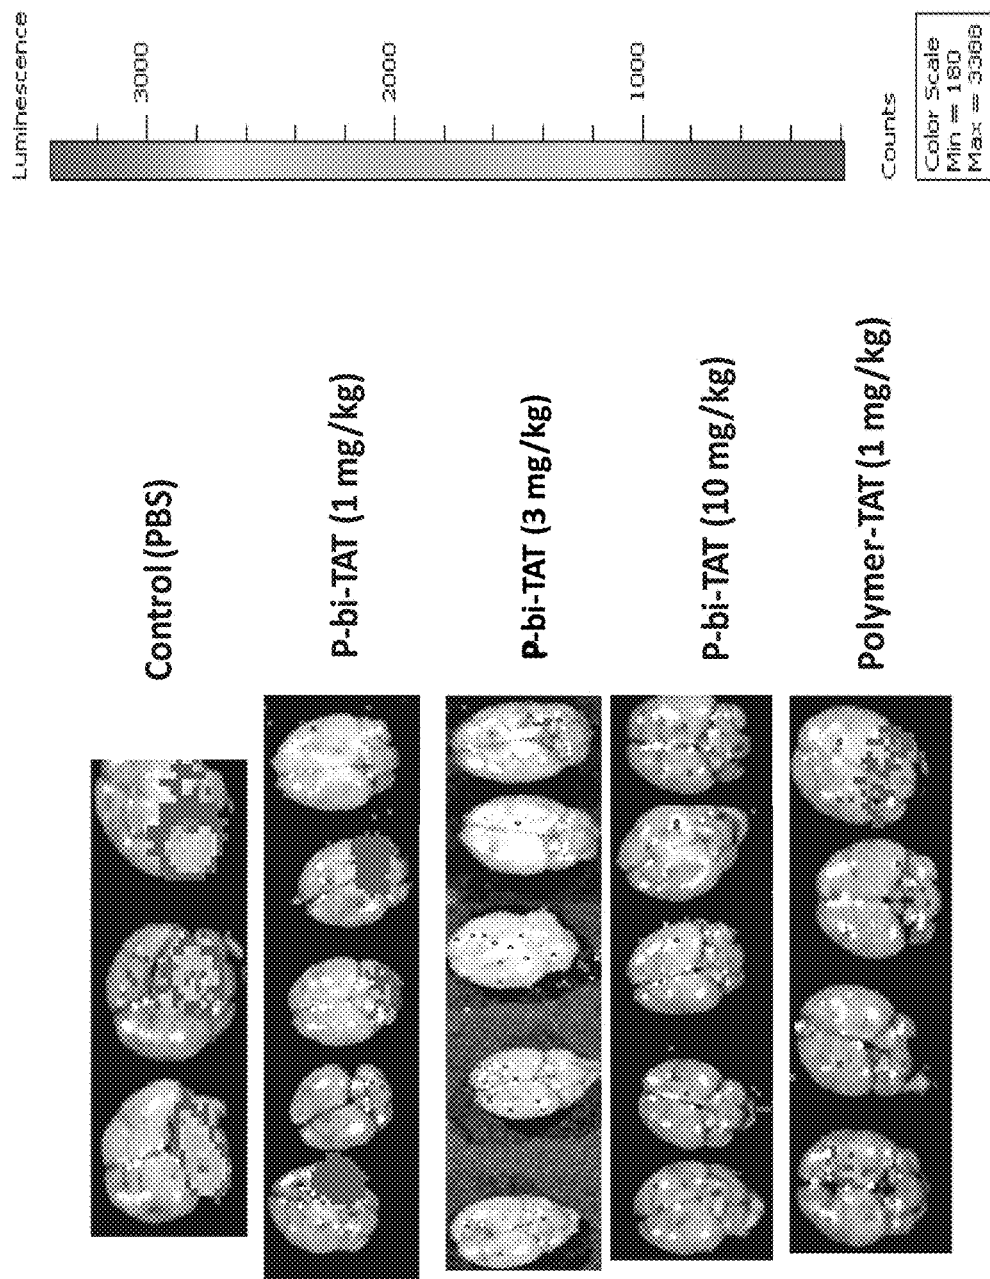 Luminescence
3000
2000
1000
Counts
Color Scale
Min = 180
Max = 3388
Control (PBS)
P-bi-TAT (1 mg/kg)
P-bi-TAT (3 mg/kg)
P-bi-TAT (10 mg/kg)
Polymer-TAT (1 mg/kg)